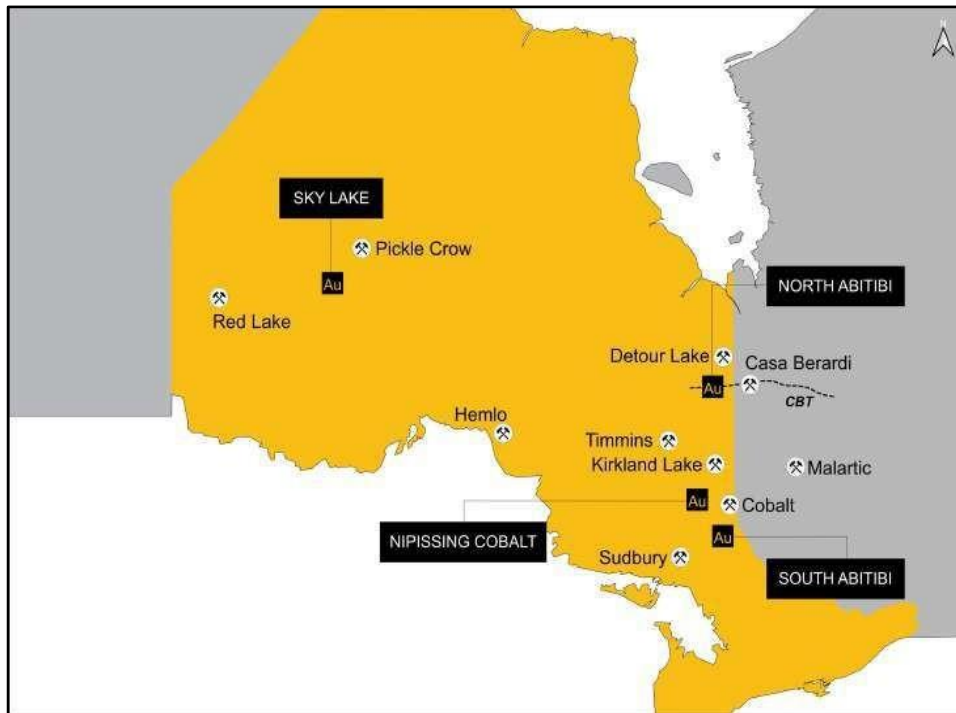 N
SKY LAKE
Pickle Crow
Au
Red Lake
NORTH ABITIBI
Detour Lake
Casa Berardi
Au
CBT
Hemlo
Timmins
Kirkland Lake
Malartic
Au
Cobalt
NIPISSING COBALT
Au
Sudbury
SOUTH ABITIBI